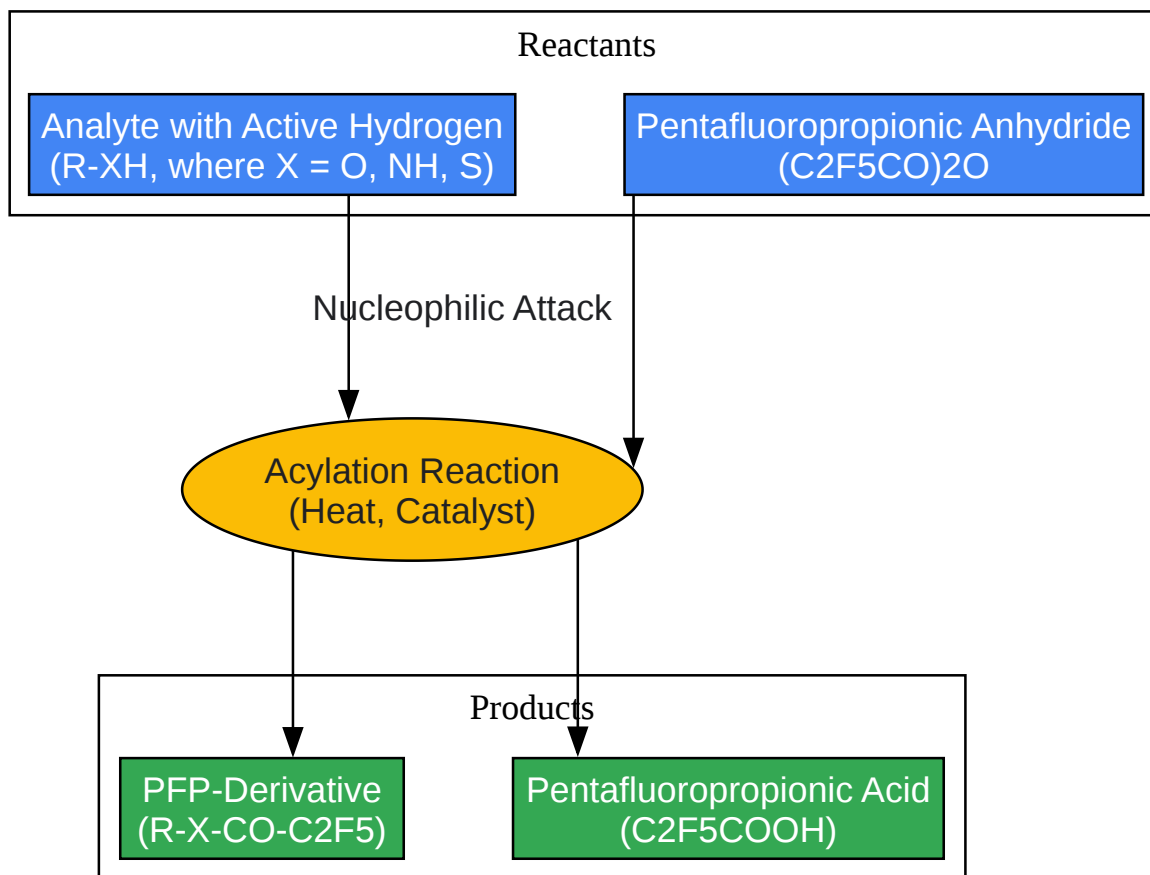 Reactants
Analyte with Active Hydrogen
(R-XH, where X = O, NH, S)
Pentafluoropropionic Anhydride
(C2F5CO)2O
Nucleophilic Attack
Acylation Reaction
(Heat, Catalyst)
Products
PFP-Derivative
(R-X-CO-C2F5)
Pentafluoropropionic Acid
(C2F5COOH)